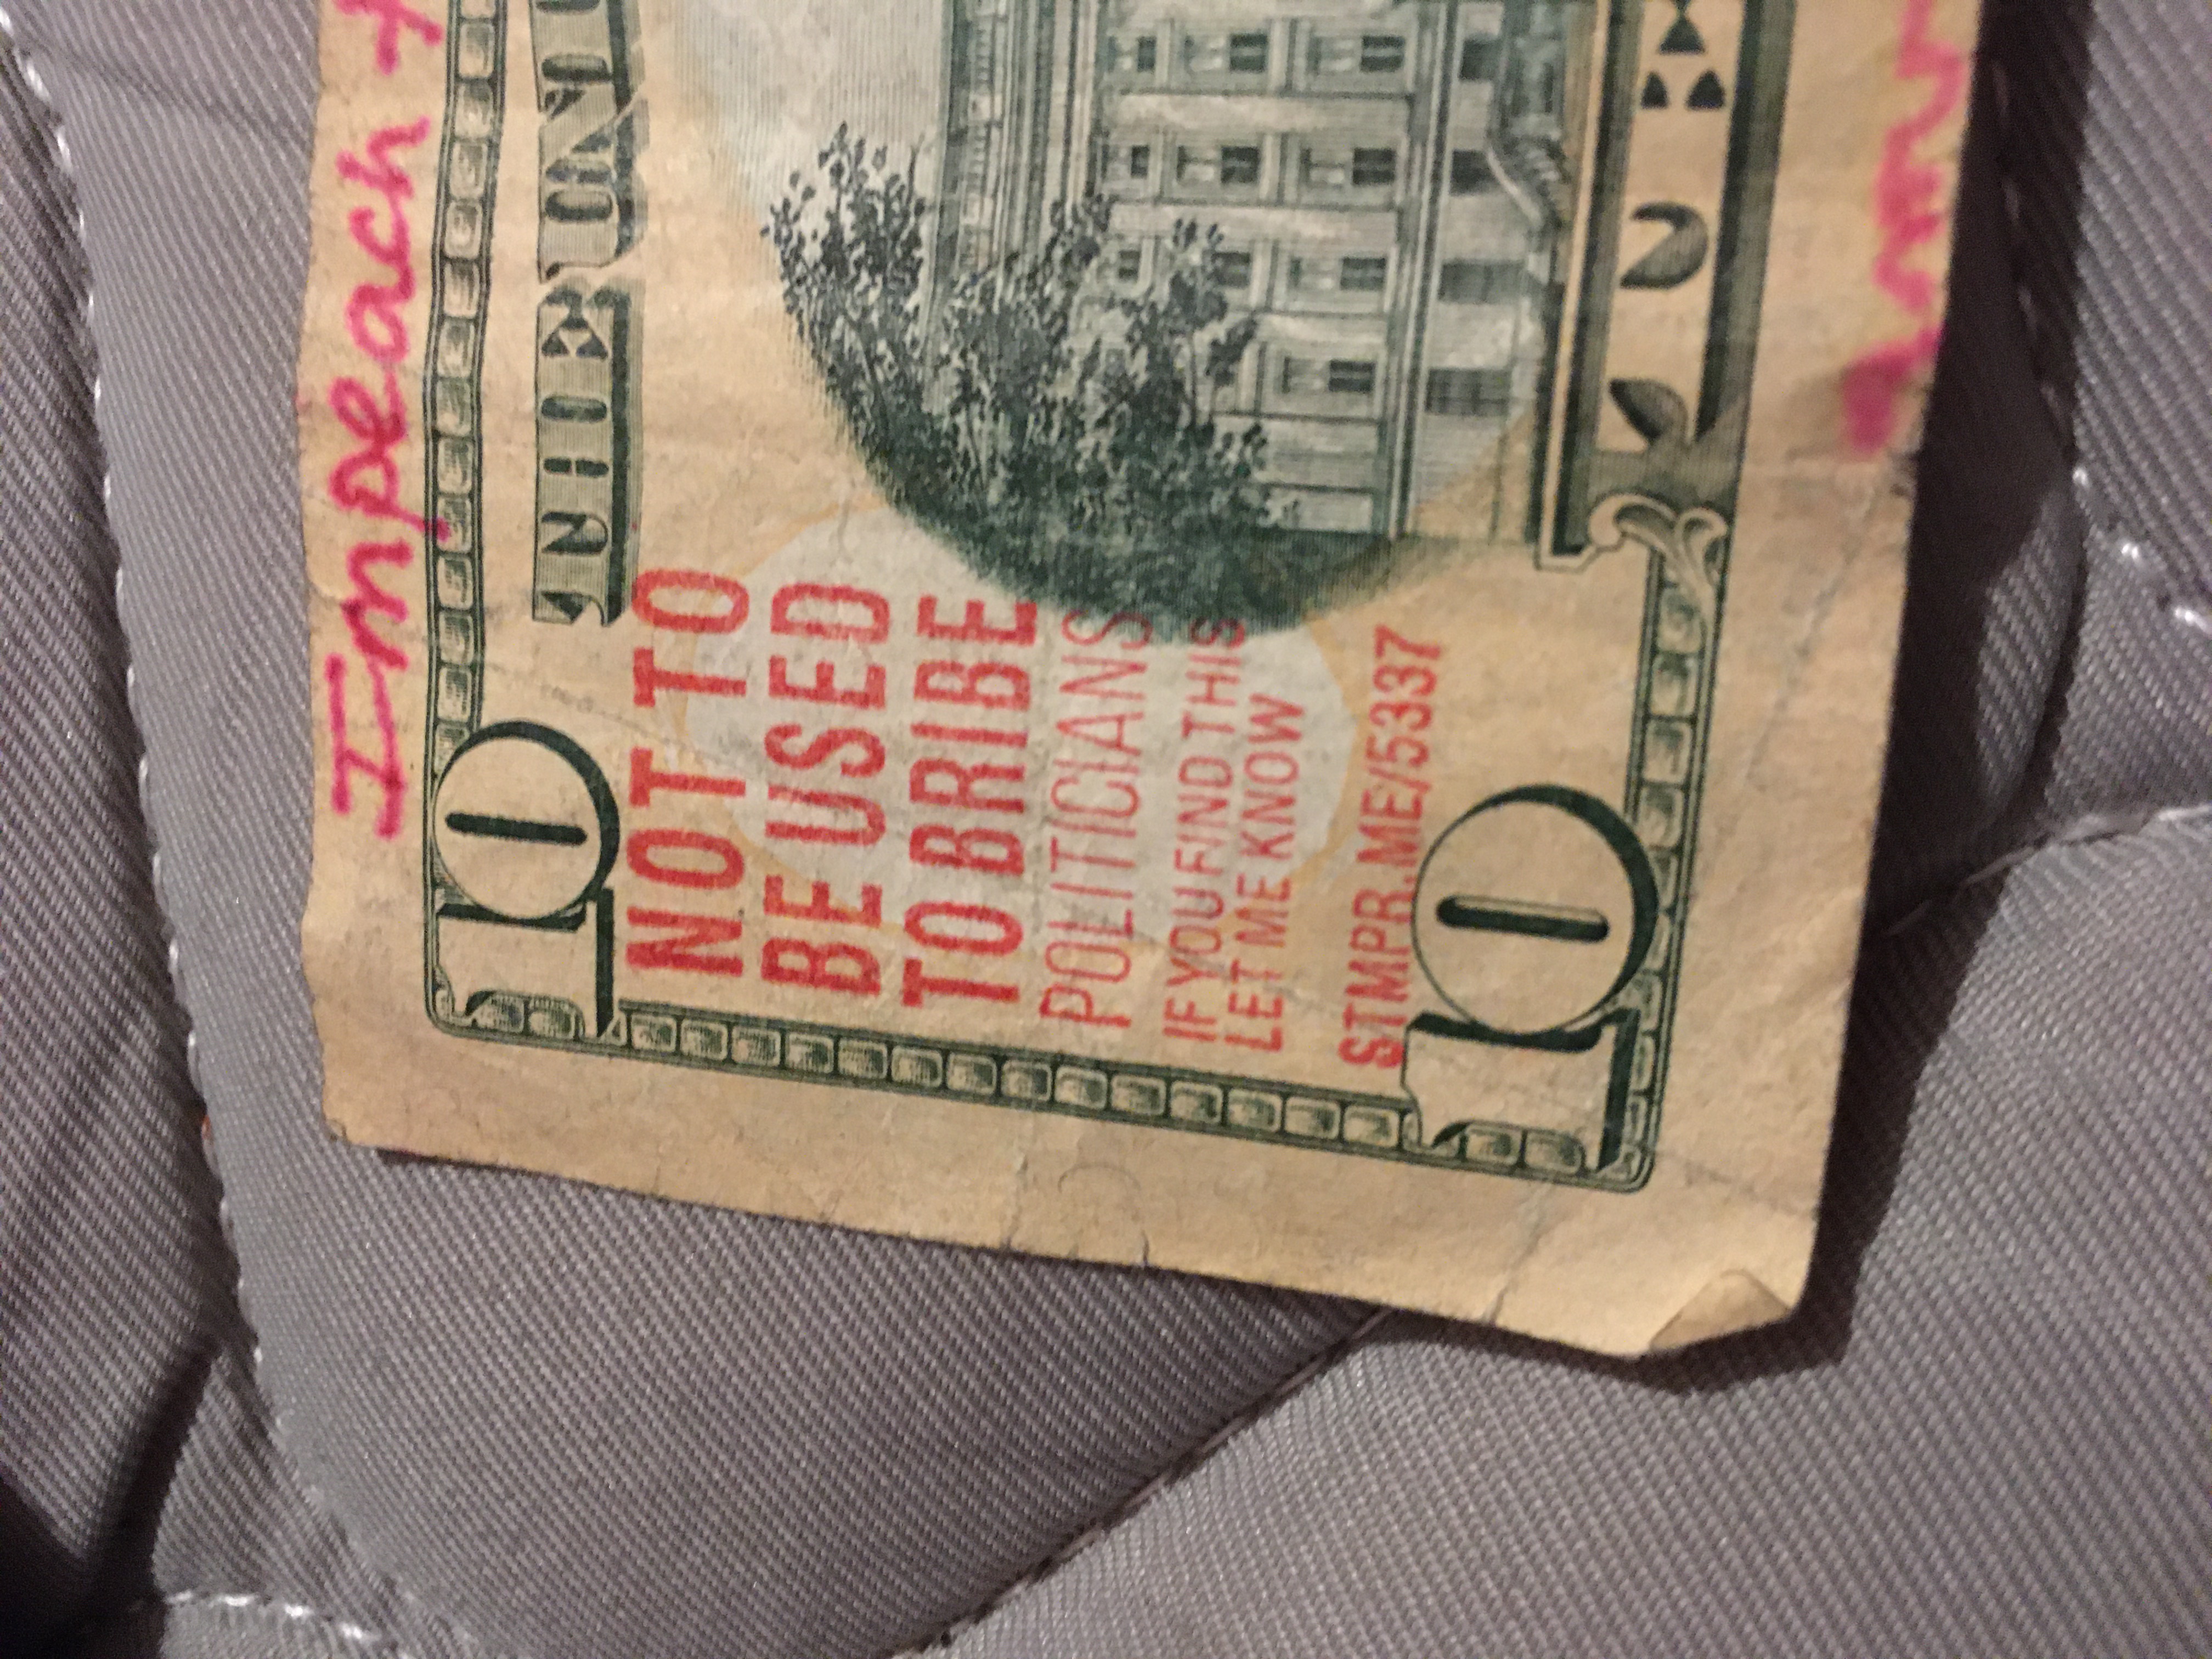 Impeach
10
NOT TO
BE USED
TO BRIBE
POLITICIANS
IF YOU FIND THIS
LET ME KNOW
STMPR.ME/5337
10